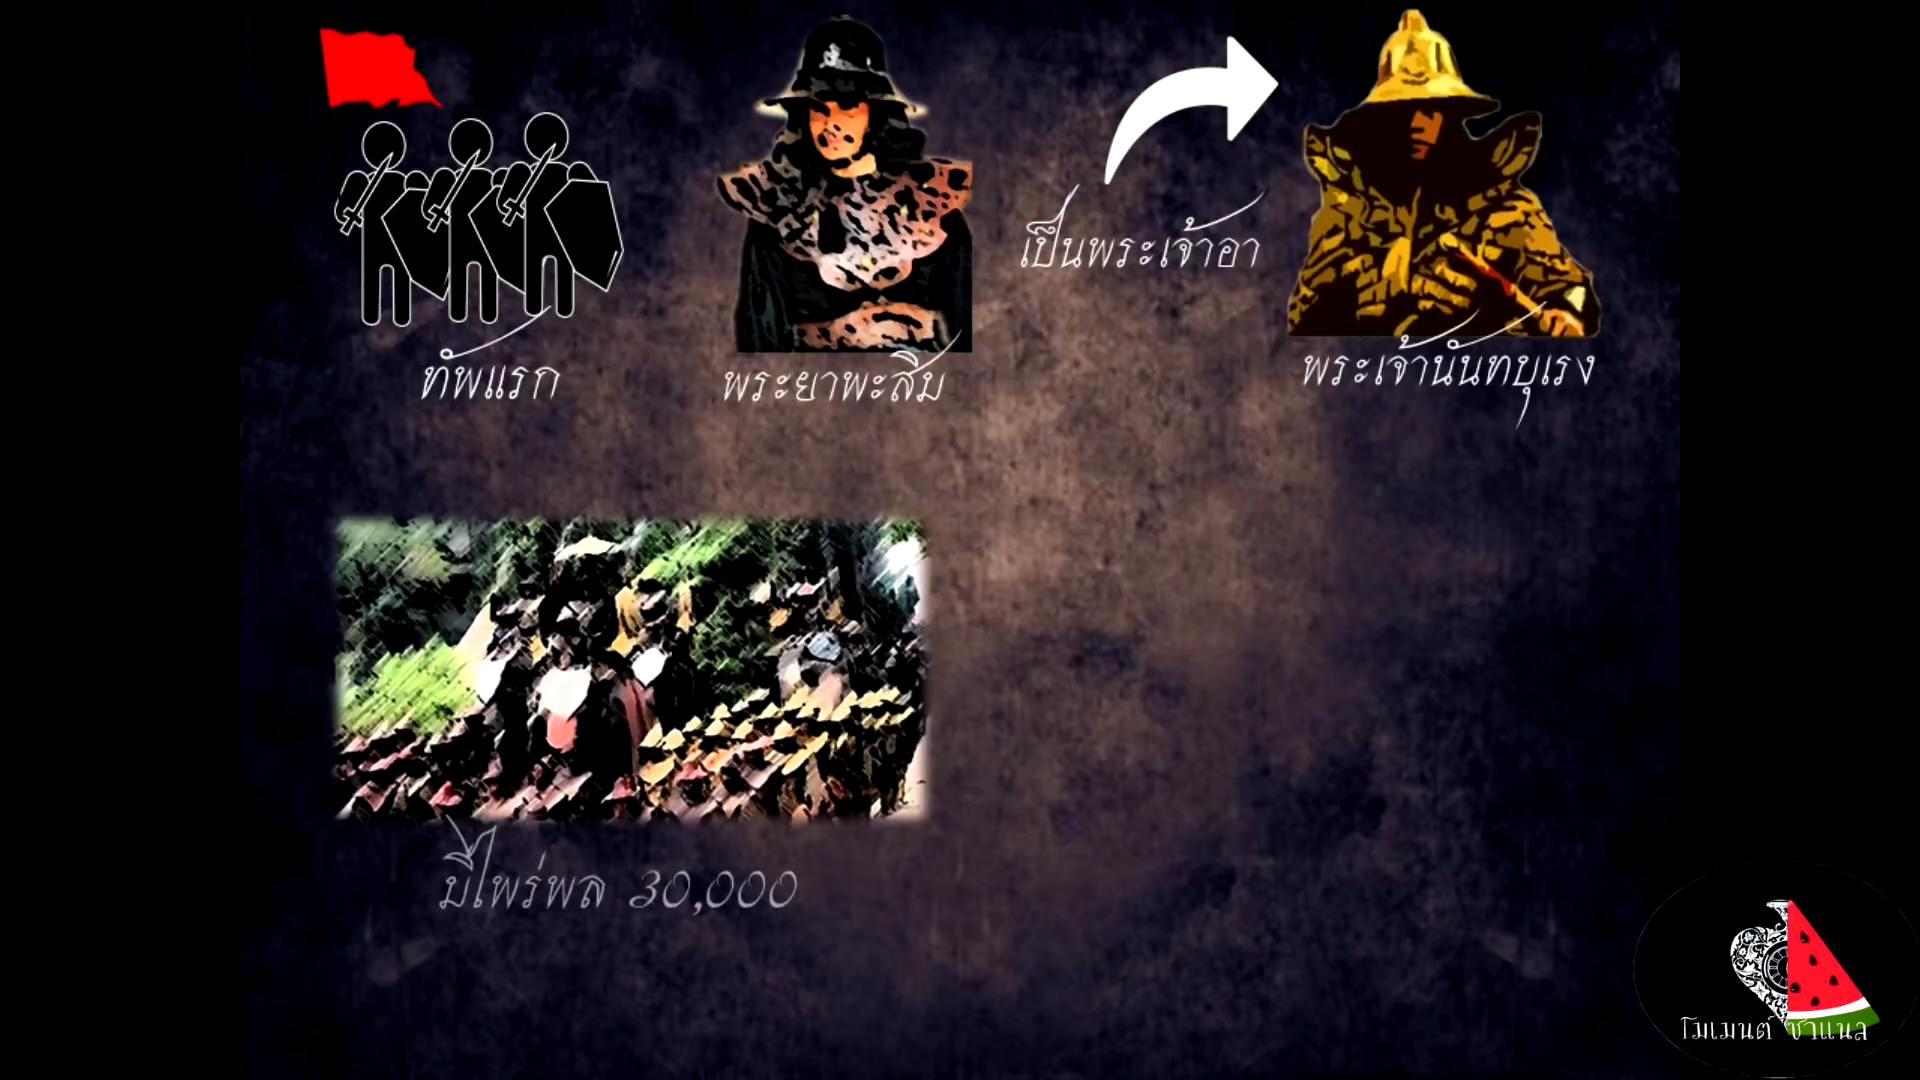 ทัพแรก
พระยาพะสิม
เป็นพระเจ้าอา
พระเจ้านันทบุเรง
มีไพร่พล 30,000
โมเมนต์ ชาแนล